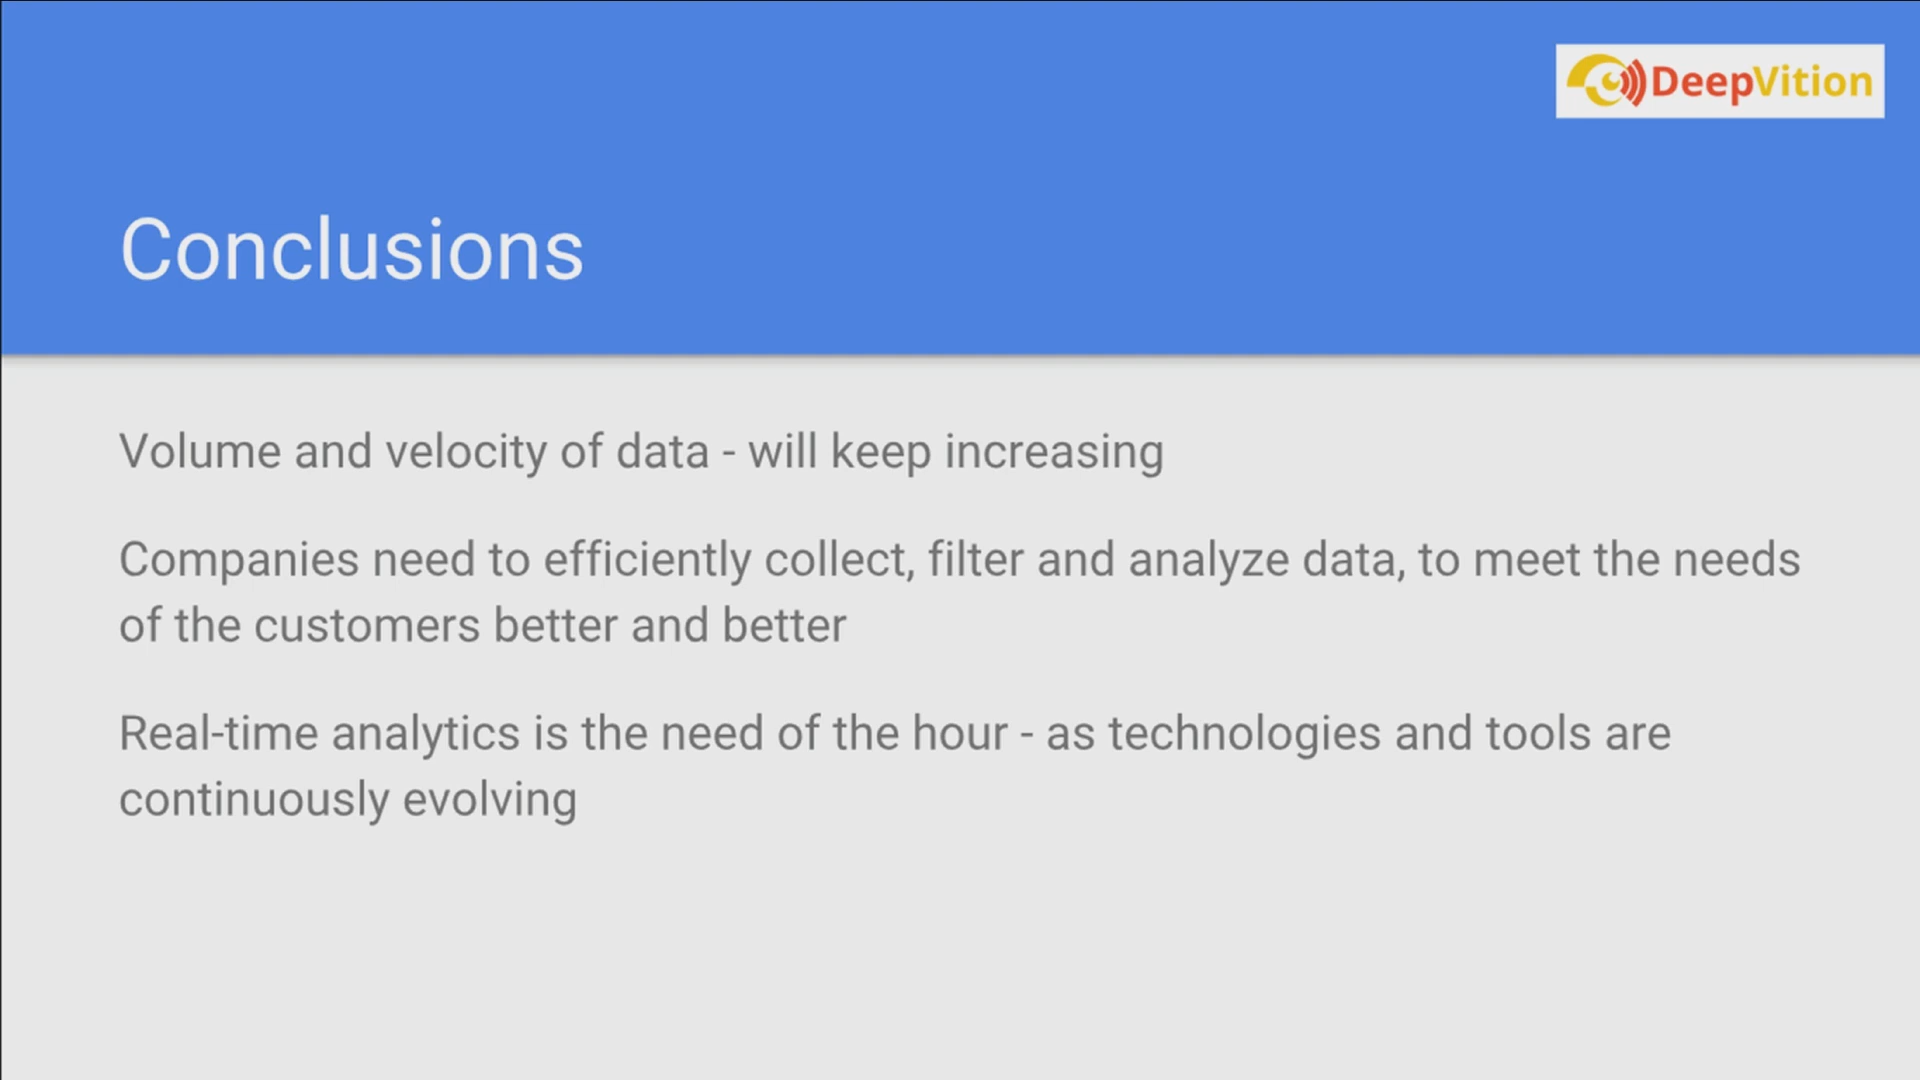 DeepVition
Conclusions
Volume and velocity of data - will keep increasing
Companies need to efficiently collect, filter and analyze data, to meet the needs
of the customers better and better
Real-time analytics is the need of the hour - as technologies and tools are
continuously evolving